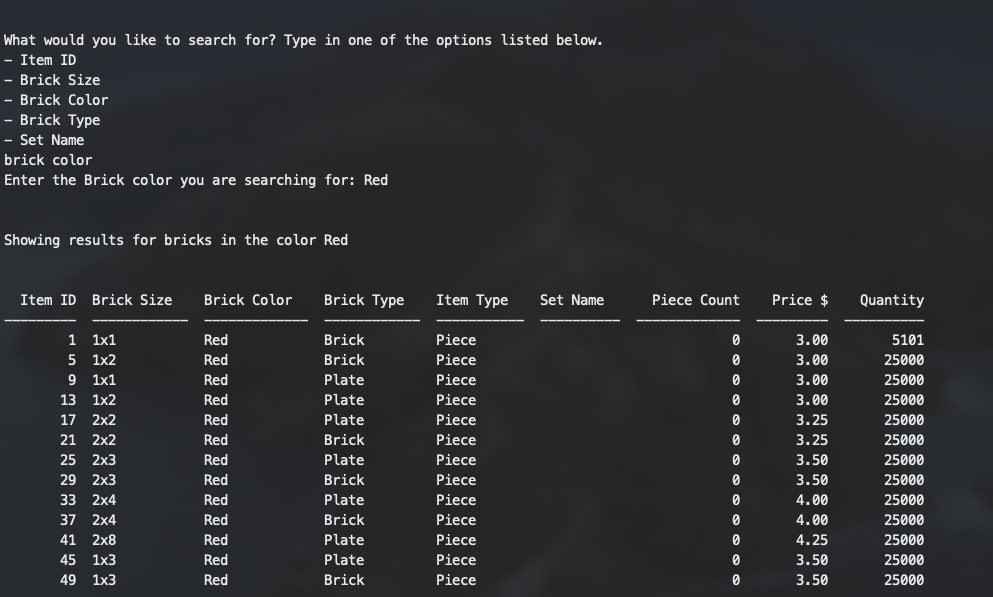 What would you like to search for? Type in one of the options listed below.
– Item ID
– Brick Size
– Brick Color
– Brick Type
– Set Name
brick color
Enter the Brick color you are searching for: Red
Showing results for bricks in the color Red
Item ID  Brick Size    Brick Color    Brick Type    Item Type    Set Name      Piece Count    Price $    Quantity
1  1x1           Red            Brick         Piece                              0       3.00        5101
5  1x2           Red            Brick         Piece                              0       3.00       25000
9  1x1           Red            Plate         Piece                              0       3.00       25000
13  1x2           Red            Plate         Piece                              0       3.00       25000
17  2x2           Red            Plate         Piece                              0       3.25       25000
21  2x2           Red            Brick         Piece                              0       3.25       25000
25  2x3           Red            Plate         Piece                              0       3.50       25000
29  2x3           Red            Brick         Piece                              0       3.50       25000
33  2x4           Red            Plate         Piece                              0       4.00       25000
37  2x4           Red            Brick         Piece                              0       4.00       25000
41  2x8           Red            Plate         Piece                              0       4.25       25000
45  1x3           Red            Plate         Piece                              0       3.50       25000
49  1x3           Red            Brick         Piece                              0       3.50       25000